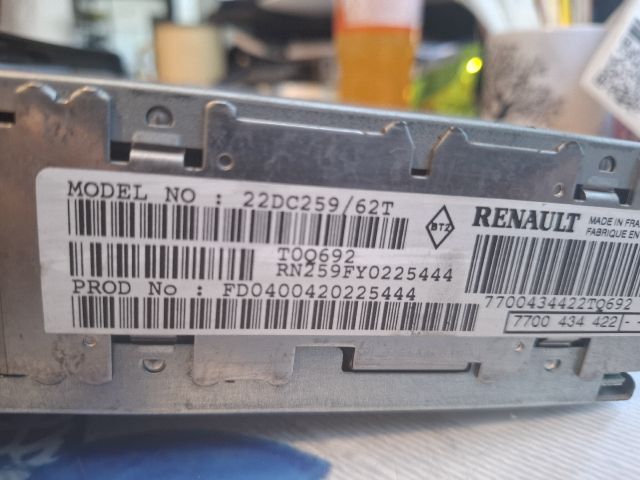 MODEL NO : 22DC259/62T
T0Q692
RN259FY0225444
PROD No : FD0400420225444
BTZ
RENAULT
MADE IN FRA
FABRIQUE EN
7700434422TQ692
7700 434 422 --